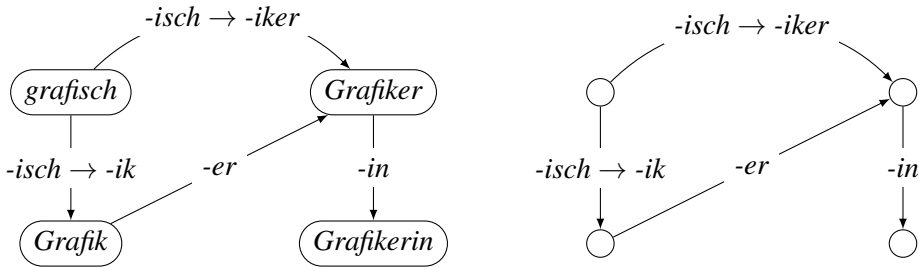 -isch → -iker
-isch → -iker
grafisch
Grafiker
-isch → -ik
-er
-in
-isch → -ik
-er
-in
Grafik
Grafikerin